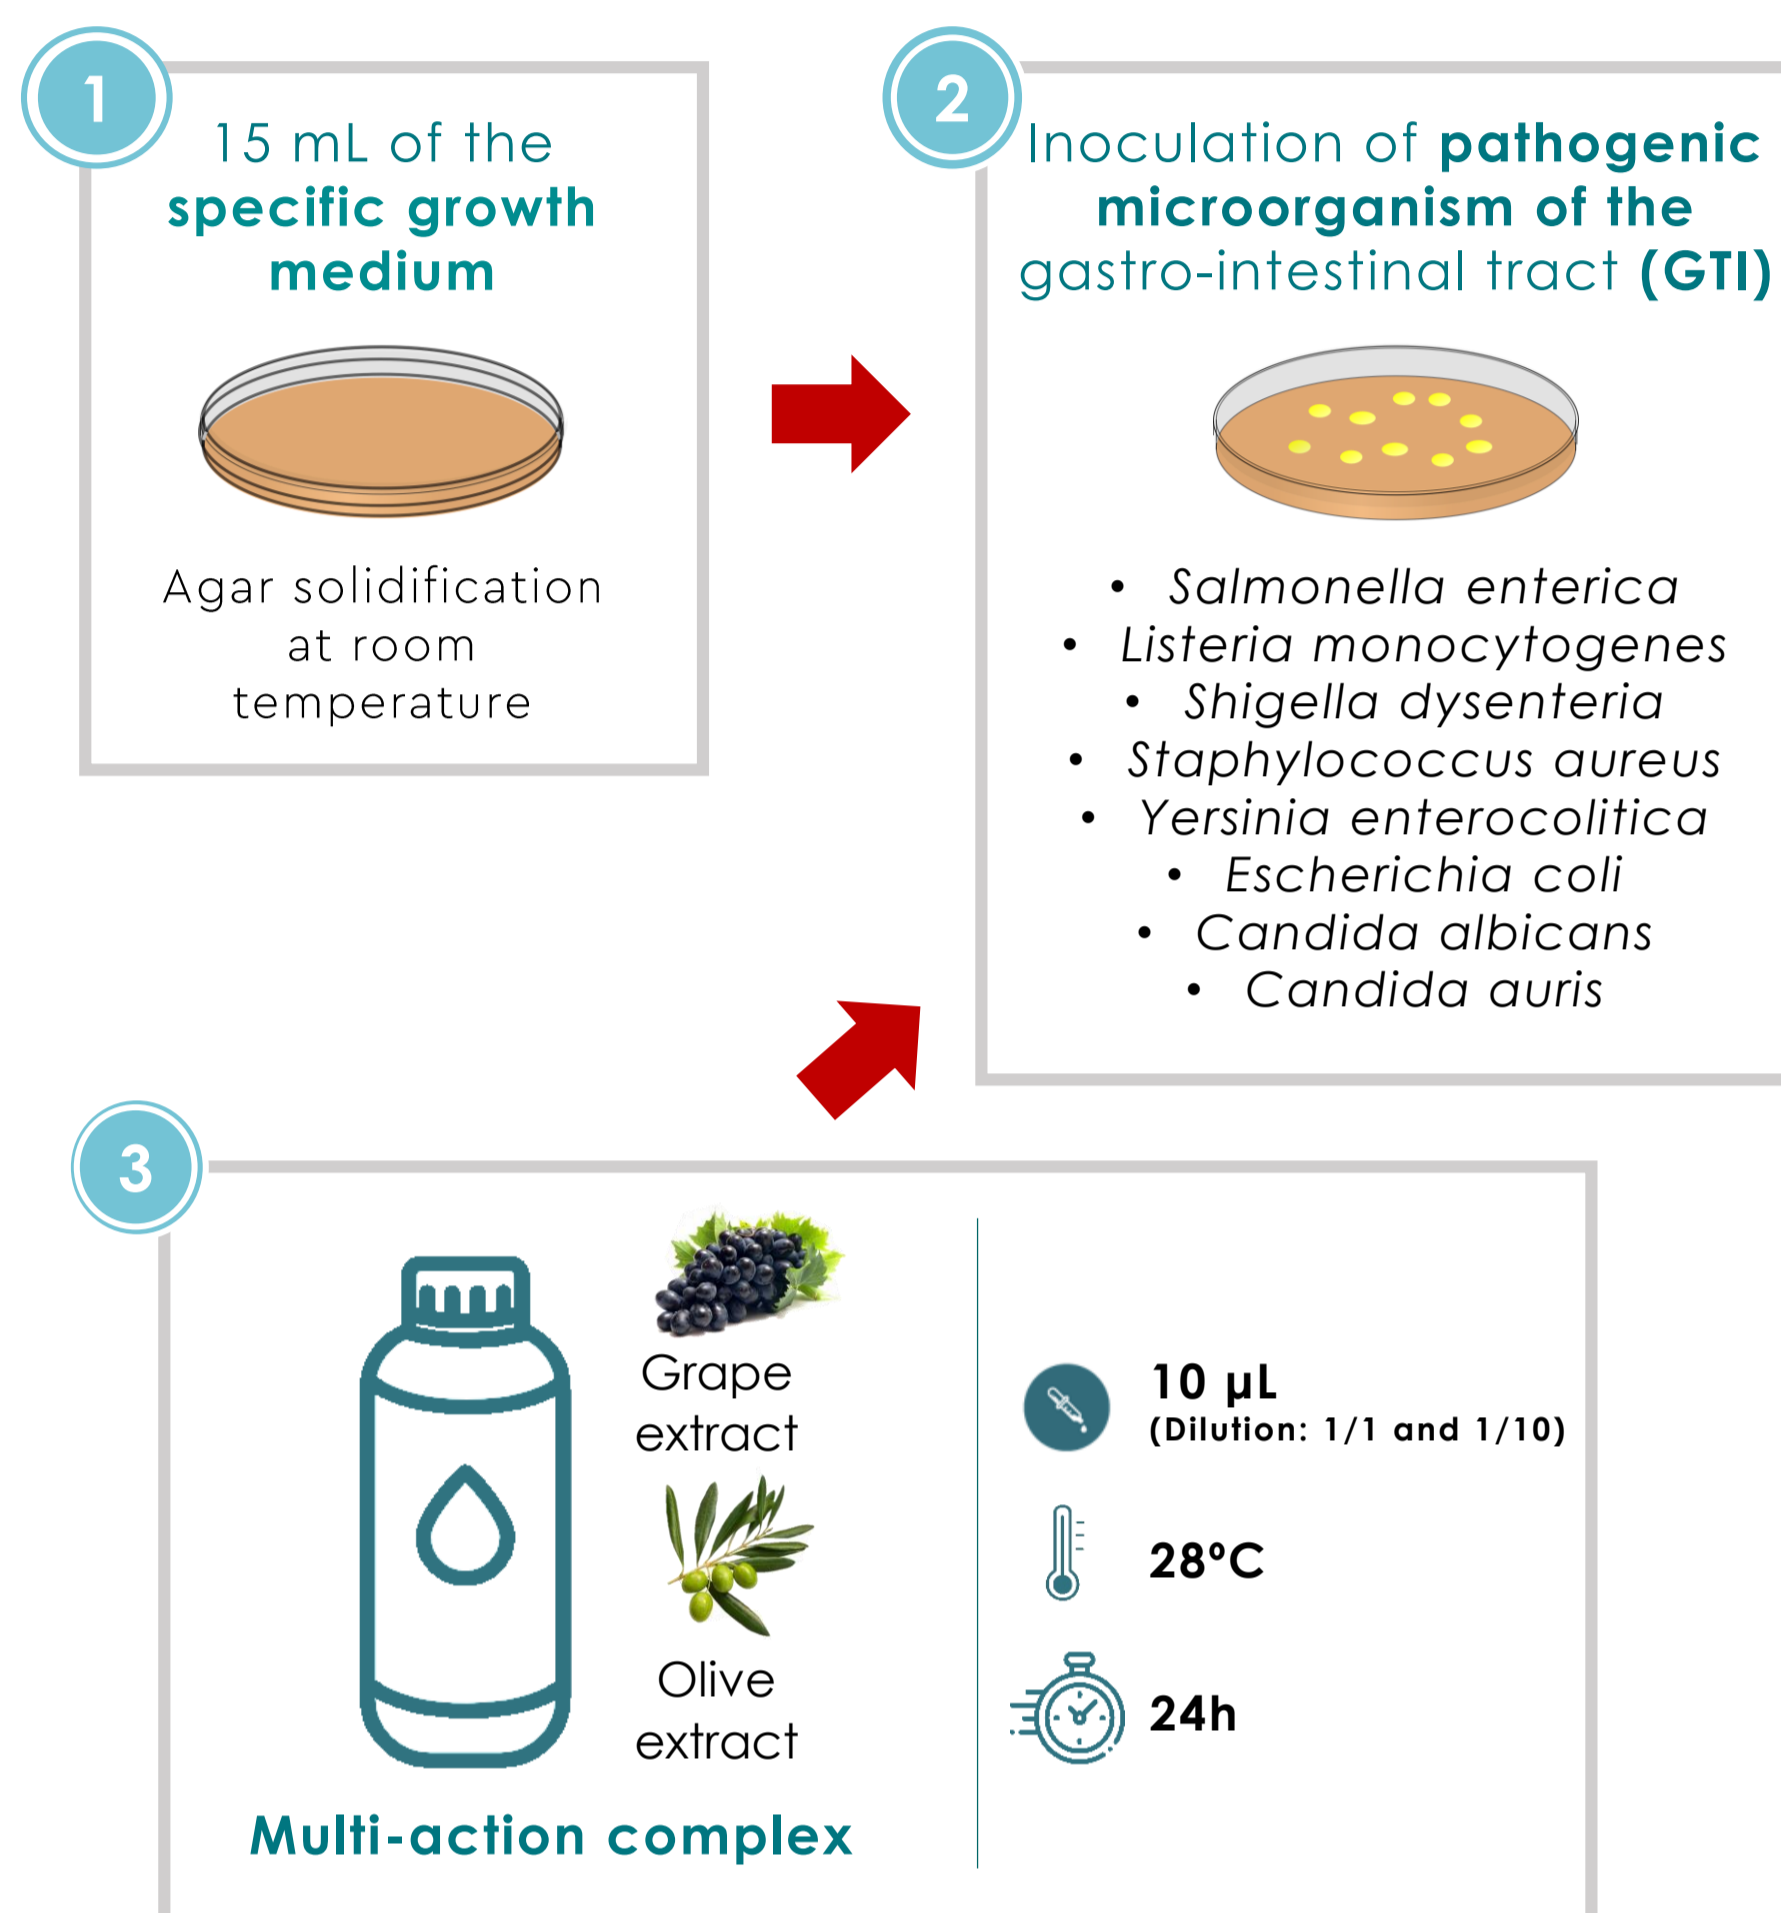 1
15 mL of the
specific growth
medium
Agar solidification
at room
temperature
2
Inoculation of pathogenic
microorganism of the
gastro-intestinal tract (GTI)
• Salmonella enterica
• Listeria monocytogenes
• Shigella dysenteria
• Staphylococcus aureus
• Yersinia enterocolitica
• Escherichia coli
• Candida albicans
• Candida auris
3
Grape
extract
Olive
extract
Multi-action complex
10 µL
(Dilution: 1/1 and 1/10)
28ºC
24h